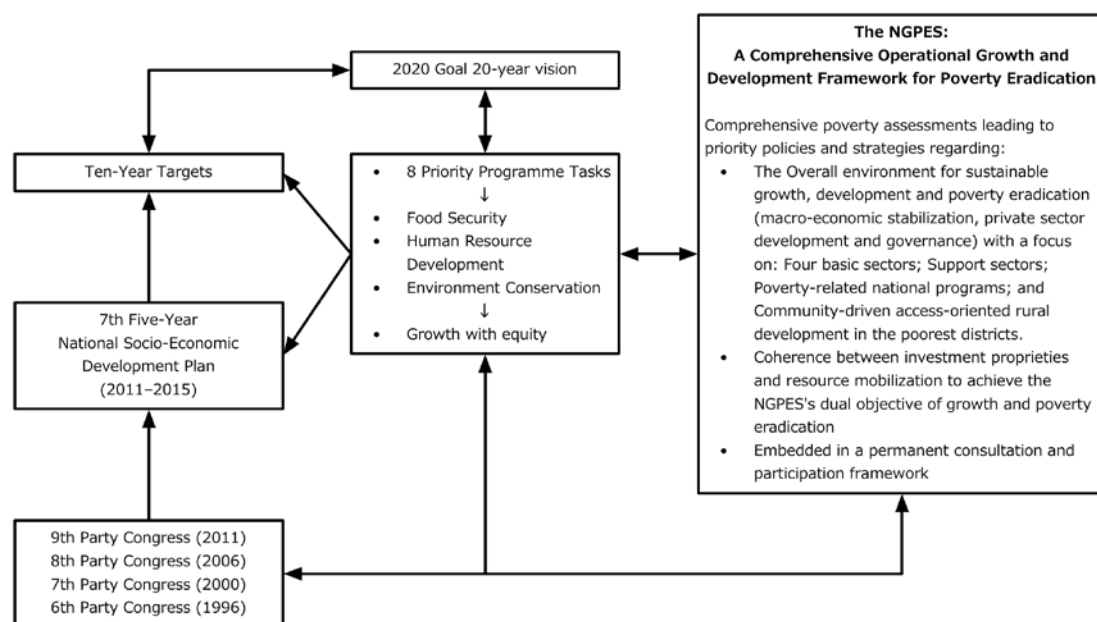 2020 Goal 20-year vision
Ten-Year Targets
• 8 Priority Programme Tasks
↓
• Food Security
• Human Resource
Development
• Environment Conservation
↓
• Growth with equity
7th Five-Year
National Socio-Economic
Development Plan
(2011–2015)
9th Party Congress (2011)
8th Party Congress (2006)
7th Party Congress (2000)
6th Party Congress (1996)
The NGPES:
A Comprehensive Operational Growth and
Development Framework for Poverty Eradication
Comprehensive poverty assessments leading to
priority policies and strategies regarding:
• The Overall environment for sustainable
growth, development and poverty eradication
(macro-economic stabilization, private sector
development and governance) with a focus
on: Four basic sectors; Support sectors;
Poverty-related national programs; and
Community-driven access-oriented rural
development in the poorest districts.
• Coherence between investment proprieties
and resource mobilization to achieve the
NGPES's dual objective of growth and poverty
eradication
• Embedded in a permanent consultation and
participation framework